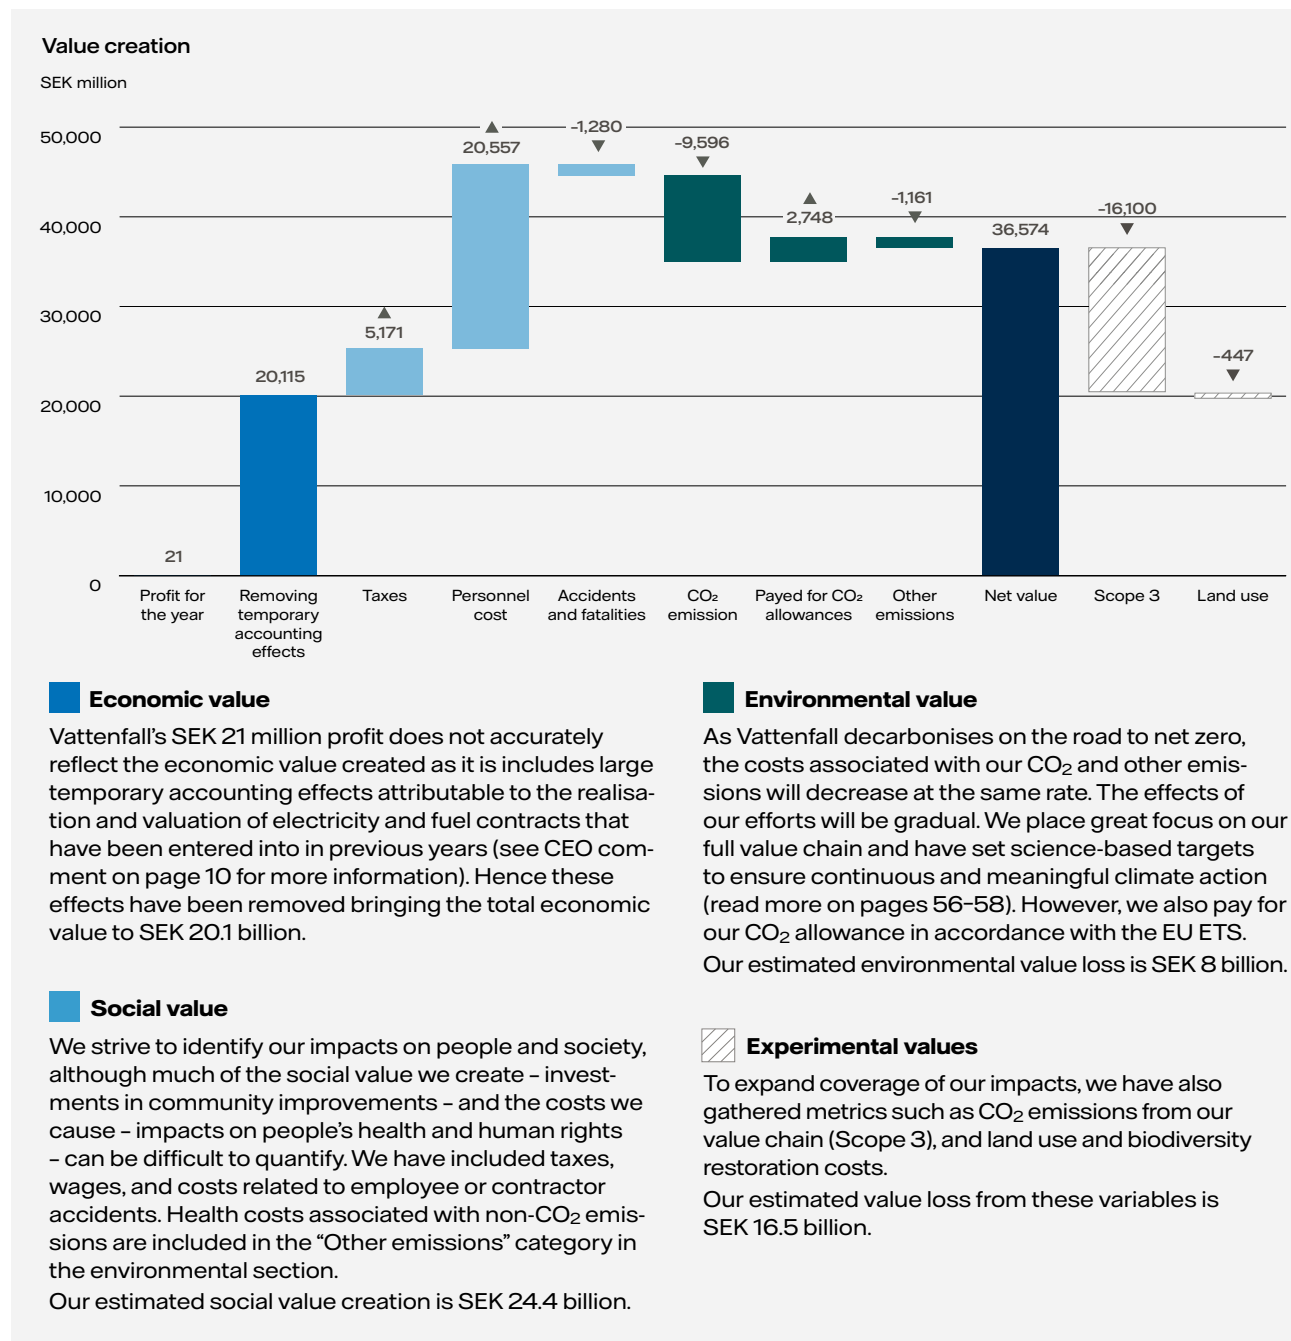 Value creation
SEK million
50,000
40,000
30,000
20,000
10,000
0
21
20,115
5,171
20,557
-1,280
-9,596
2,748
-1,161
36,574
-16,100
-447
Profit for
the year
Removing
temporary
accounting
effects
Taxes
Personnel
cost
Accidents
and fatalities
CO₂
emission
Payed for CO₂
allowances
Other
emissions
Net value
Scope 3
Land use
Economic value
Vattenfall's SEK 21 million profit does not accurately
reflect the economic value created as it is includes large
temporary accounting effects attributable to the realisa-
tion and valuation of electricity and fuel contracts that
have been entered into in previous years (see CEO com-
ment on page 10 for more information). Hence these
effects have been removed bringing the total economic
value to SEK 20.1 billion.
Social value
We strive to identify our impacts on people and society,
although much of the social value we create – invest-
ments in community improvements – and the costs we
cause – impacts on people's health and human rights
– can be difficult to quantify. We have included taxes,
wages, and costs related to employee or contractor
accidents. Health costs associated with non-CO₂ emis-
sions are included in the “Other emissions” category in
the environmental section.
Our estimated social value creation is SEK 24.4 billion.
Environmental value
As Vattenfall decarbonises on the road to net zero,
the costs associated with our CO₂ and other emis-
sions will decrease at the same rate. The effects of
our efforts will be gradual. We place great focus on our
full value chain and have set science-based targets
to ensure continuous and meaningful climate action
(read more on pages 56–58). However, we also pay for
our CO₂ allowance in accordance with the EU ETS.
Our estimated environmental value loss is SEK 8 billion.
Experimental values
To expand coverage of our impacts, we have also
gathered metrics such as CO₂ emissions from our
value chain (Scope 3), and land use and biodiversity
restoration costs.
Our estimated value loss from these variables is
SEK 16.5 billion.